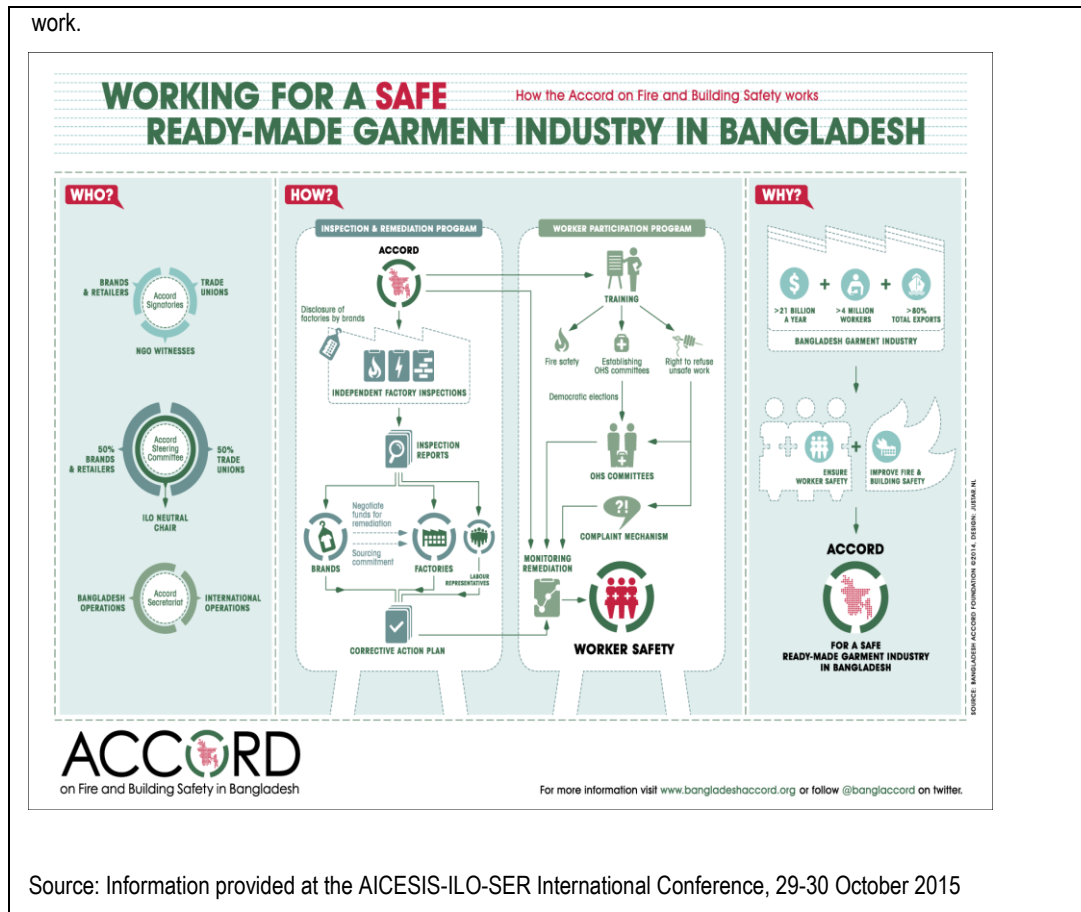 work.
WORKING FOR A SAFE
How the Accord on Fire and Building Safety works
READY-MADE GARMENT INDUSTRY IN BANGLADESH
WHO?
BRANDS
& RETAILERS
Accord
Signatories
TRADE
UNIONS
NGO WITNESSES
50%
BRANDS
& RETAILERS
Accord
Steering
Committee
50%
TRADE
UNIONS
ILO NEUTRAL
CHAIR
BANGLADESH
OPERATIONS
Accord
Secretariat
INTERNATIONAL
OPERATIONS
HOW?
INSPECTION & REMEDIATION PROGRAM
ACCORD
Disclosure of
factories by brands
INDEPENDENT FACTORY INSPECTIONS
INSPECTION
REPORTS
Negotiate
funds for
remediation
Sourcing
commitment
BRANDS
FACTORIES
LABOUR
REPRESENTATIVES
CORRECTIVE ACTION PLAN
WORKER PARTICIPATION PROGRAM
TRAINING
Fire safety
Establishing
OHS committees
Right to refuse
unsafe work
Democratic elections
OHS COMMITTEES
?!
COMPLAINT MECHANISM
MONITORING
REMEDIATION
WORKER SAFETY
WHY?
$
+
+
>21 BILLION
A YEAR
>4 MILLION
WORKERS
>80%
TOTAL EXPORTS
BANGLADESH GARMENT INDUSTRY
+
ENSURE
WORKER SAFETY
IMPROVE FIRE &
BUILDING SAFETY
ACCORD
FOR A SAFE
READY-MADE GARMENT INDUSTRY
IN BANGLADESH
SOURCE: BANGLADESH ACCORD FOUNDATION ©2014, DESIGN: JUSTAR.NL
ACCORD
on Fire and Building Safety in Bangladesh
For more information visit www.bangladeshaccord.org or follow @banglaccord on twitter.
Source: Information provided at the AICESIS-ILO-SER International Conference, 29-30 October 2015